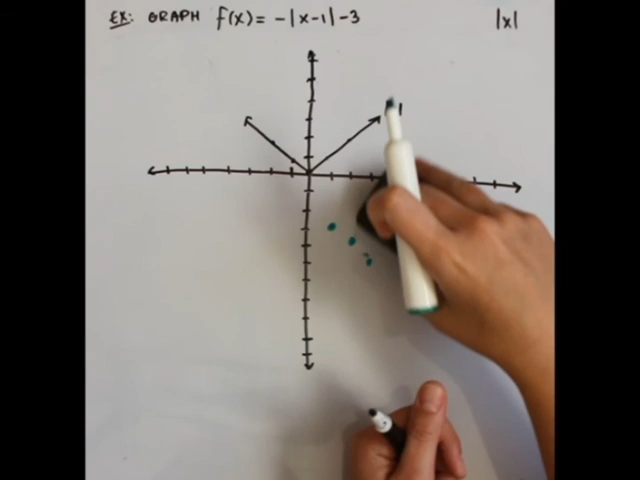 EX: GRAPH f(x) = -|x-1|-3 |x|